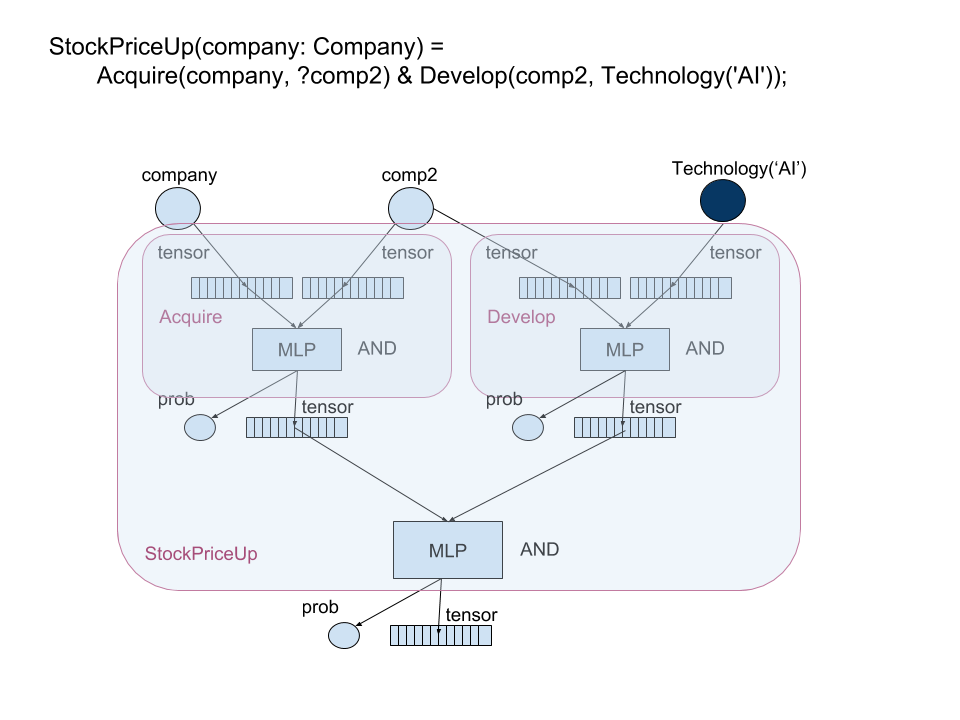 StockPriceUp(company: Company) =
Acquire(company, ?comp2) & Develop(comp2, Technology('AI'));
company
comp2
Technology(‘AI’)
tensor
tensor
tensor
tensor
Acquire
Develop
MLP
AND
MLP
AND
prob
tensor
prob
tensor
MLP
AND
StockPriceUp
prob
tensor